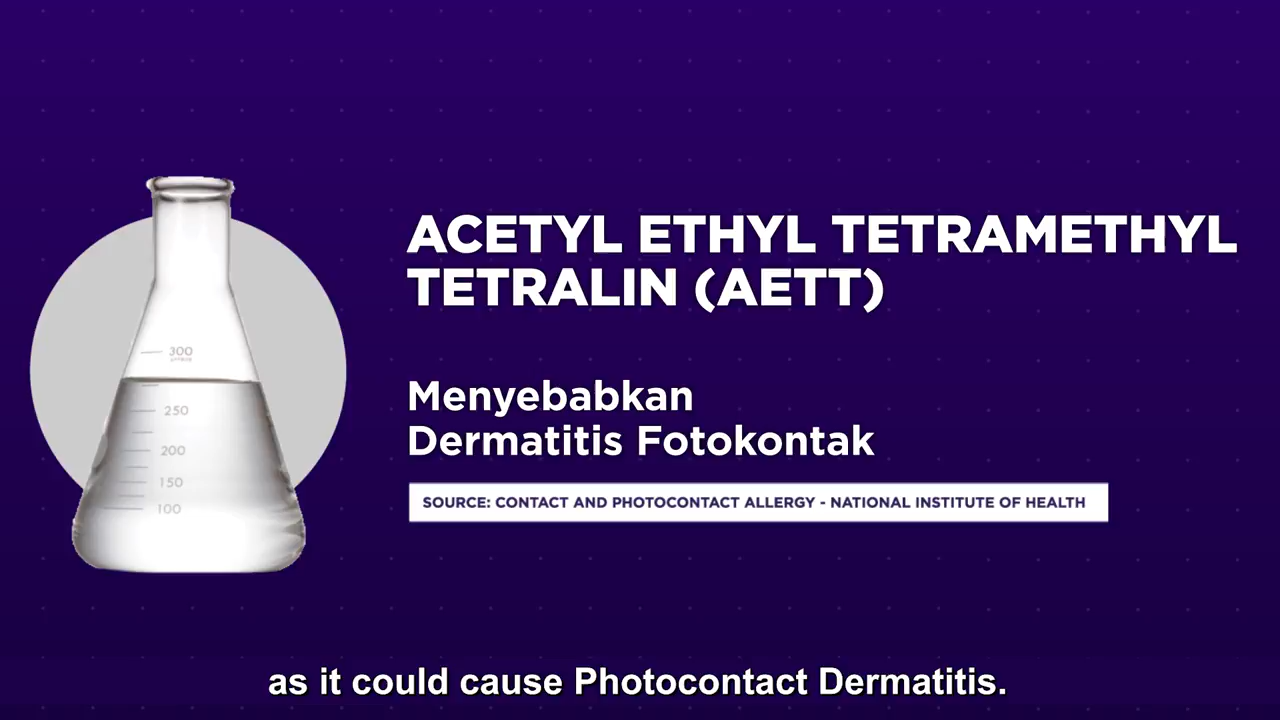 ACETYL ETHYL TETRAMETHYL
TETRALIN (AETT)
Menyebabkan
Dermatitis Fotokontak
SOURCE: CONTACT AND PHOTOCONTACT ALLERGY - NATIONAL INSTITUTE OF HEALTH
300
250
200
150
100
as it could cause Photocontact Dermatitis.